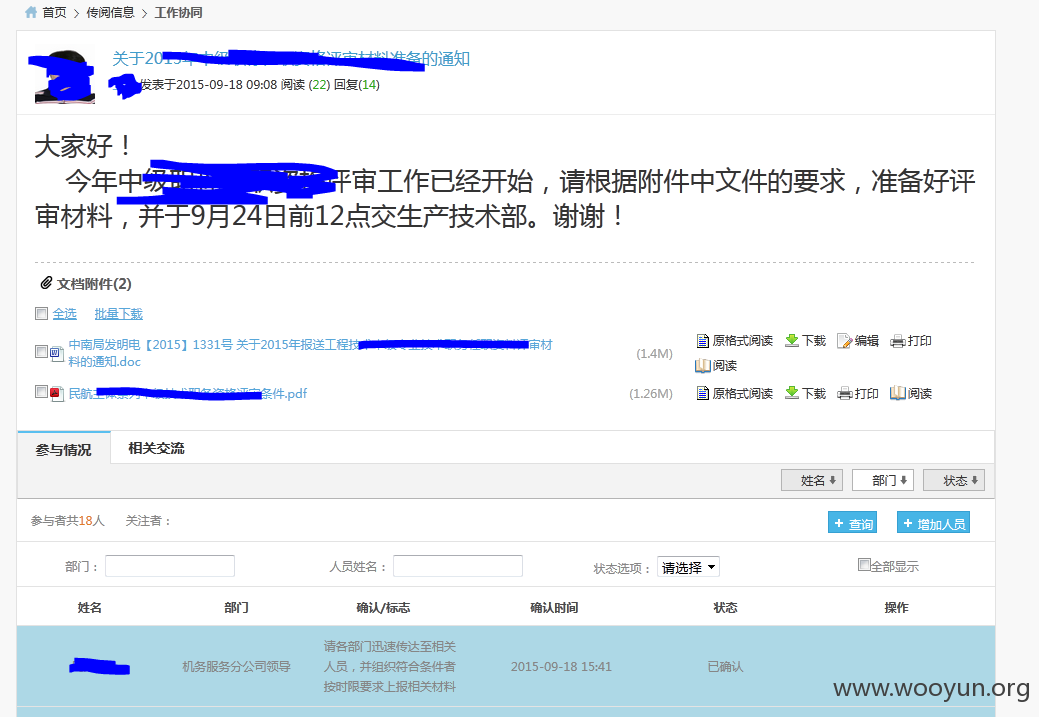 首页 > 传阅信息 > 工作协同
关于2015年中级 评审材料准备的通知
发表于2015-09-18 09:08 阅读 (22) 回复(14)
大家好！
今年中级 评审工作已经开始，请根据附件中文件的要求，准备好评
审材料，并于9月24日前12点交生产技术部。谢谢！
文档附件(2)
全选 批量下载
中南局发明电【2015】1331号 关于2015年报送工程技 审材
料的通知.doc
(1.4M)
原格式阅读 下载 编辑 打印
阅读
民航 条件.pdf
(1.26M)
原格式阅读 下载 打印 阅读
参与情况 相关交流
姓名 部门 状态
参与者共18人 关注者：
+ 查询 + 增加人员
部门： 人员姓名： 状态选项： 请选择 全部显示
姓名 部门 确认/标志 确认时间 状态 操作
机务服务分公司领导
请各部门迅速传达至相关
人员，并组织符合条件者
按时限要求上报相关材料
2015-09-18 15:41
已确认
www.wooyun.org